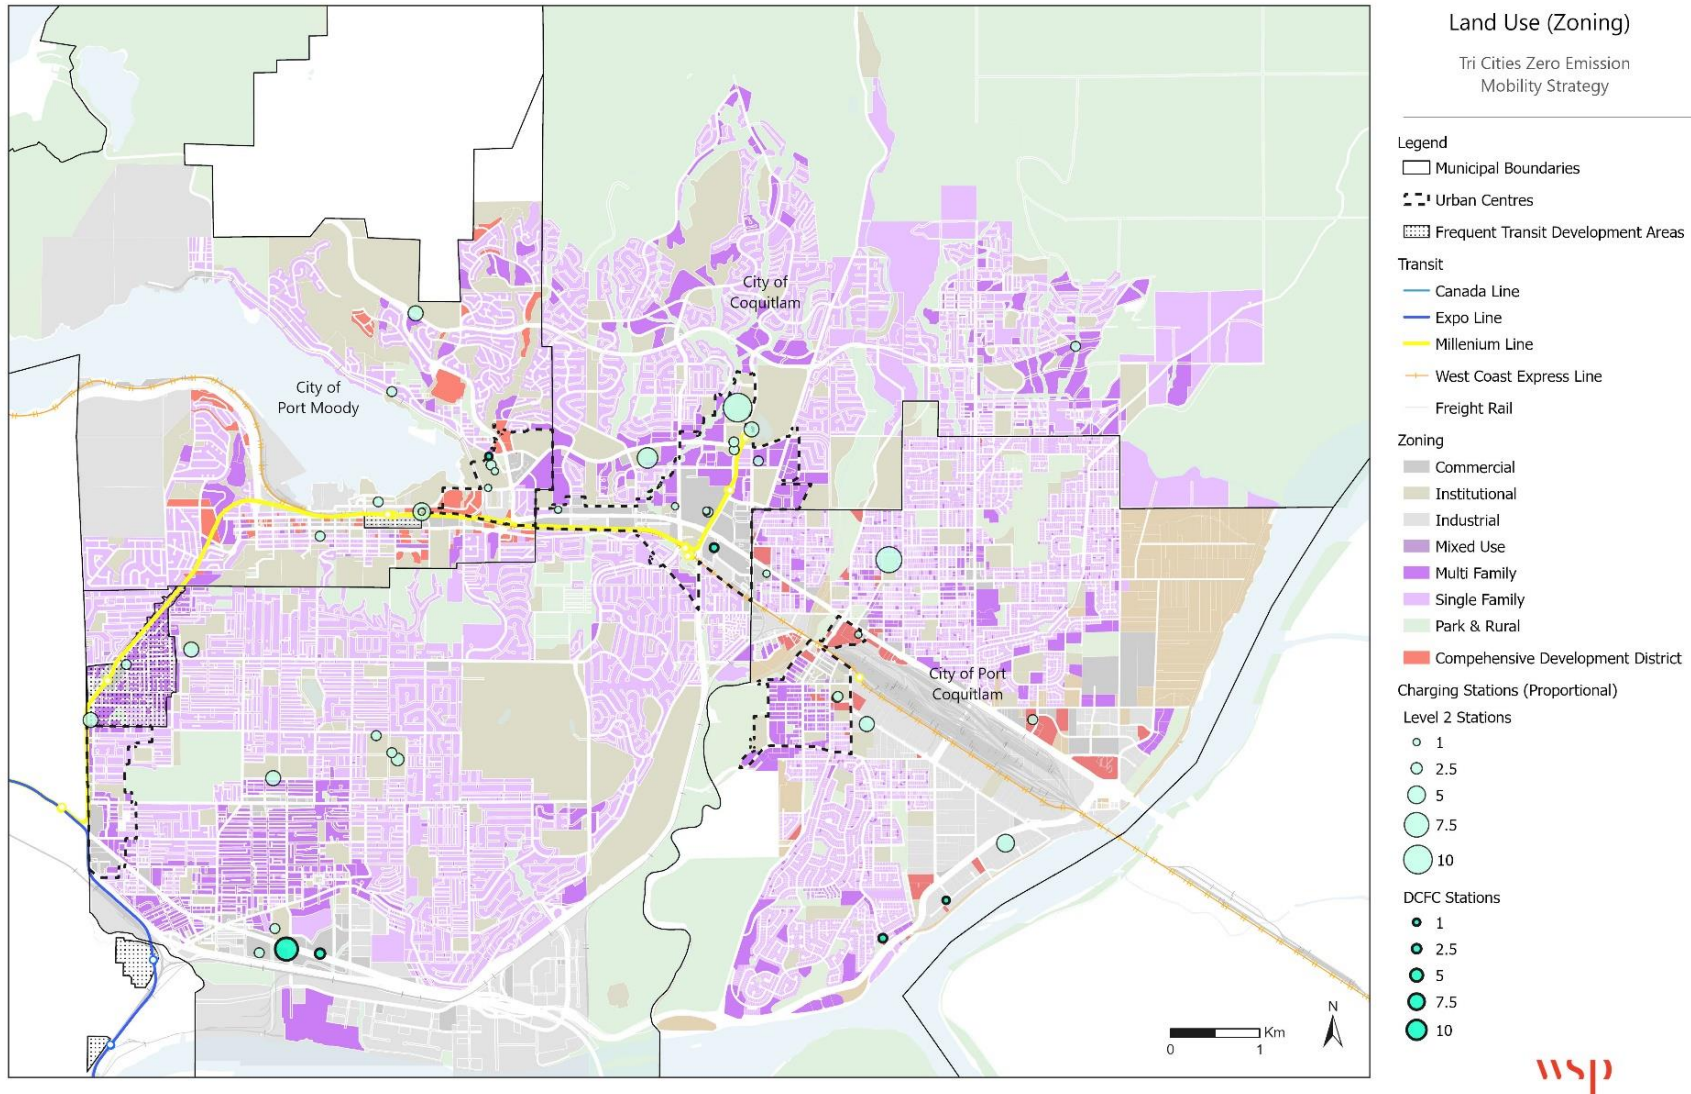 Land Use (Zoning)
Tri Cities Zero Emission
Mobility Strategy
Legend
Municipal Boundaries
Urban Centres
Frequent Transit Development Areas
Transit
Canada Line
Expo Line
Millenium Line
West Coast Express Line
Freight Rail
Zoning
Commercial
Institutional
Industrial
Mixed Use
Multi Family
Single Family
Park & Rural
Compehensive Development District
Charging Stations (Proportional)
Level 2 Stations
1
2.5
5
7.5
10
DCFC Stations
1
2.5
5
7.5
10
City of
Coquitlam
City of
Port Moody
City of Port
Coquitlam
N
Km
0
1
wsp